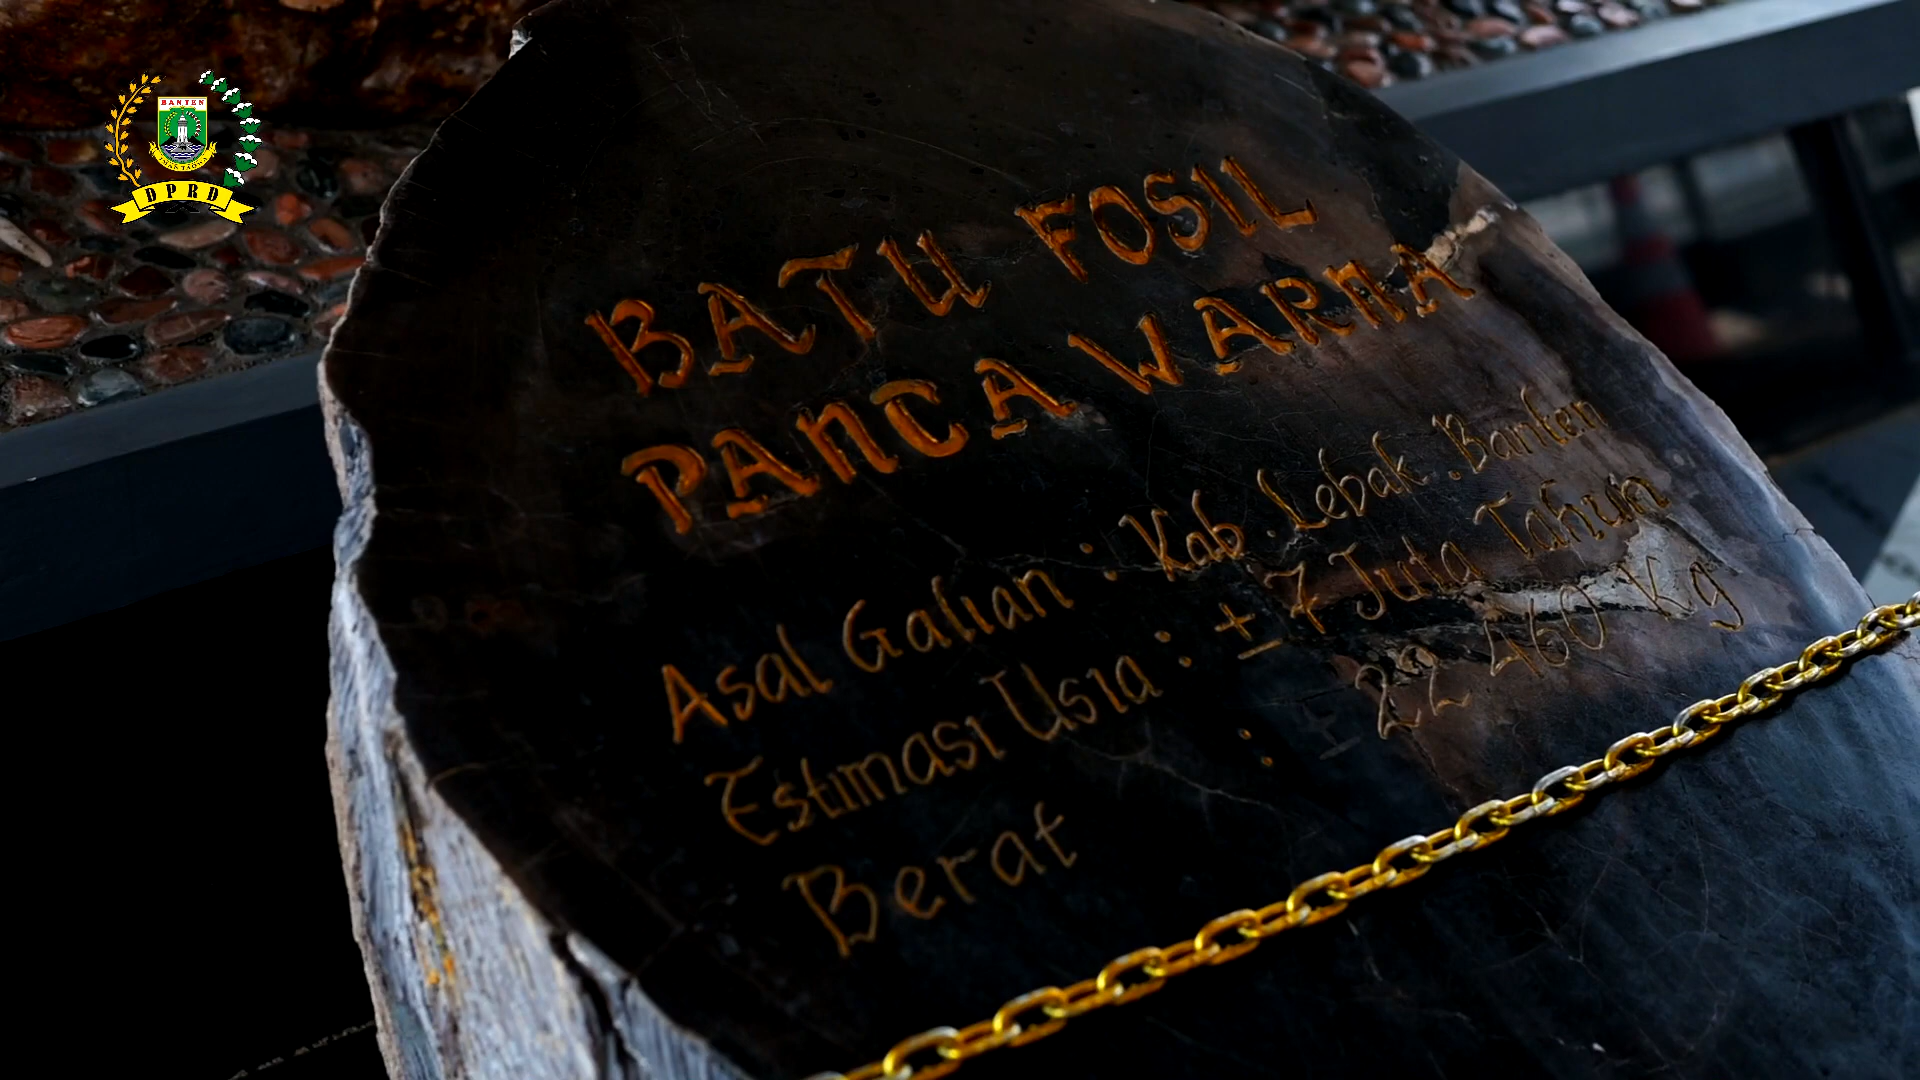 BANTEN
DPRD
BATU FOSIL
PANCA WARNA
Asal Galian : Kab. Lebak . Banten
Estimasi Usia : ± 7 Juta Tahun
Berat : ± 22 460 Kg